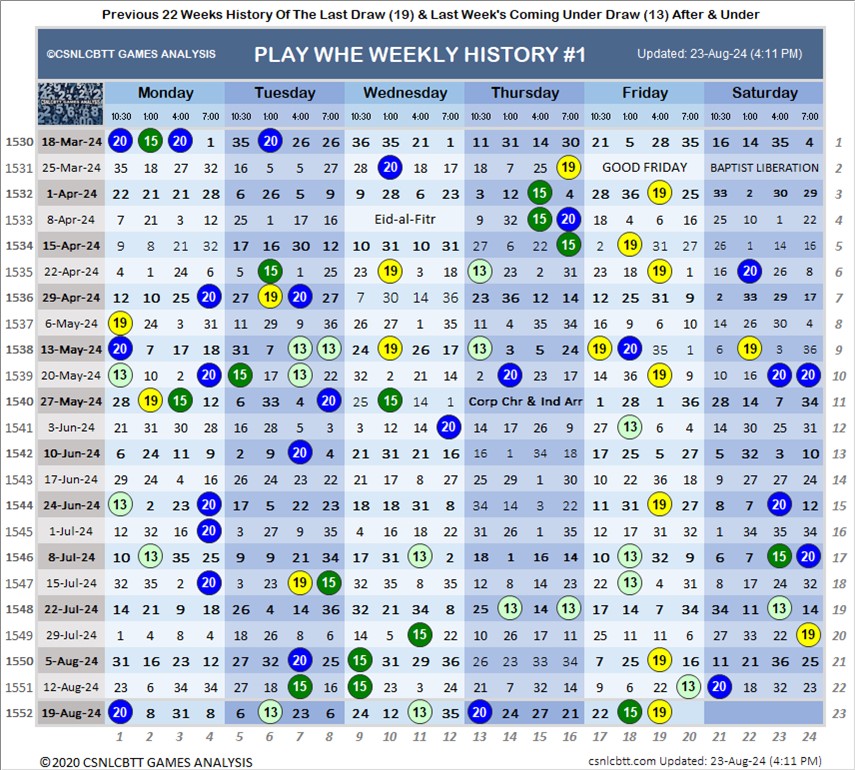 Previous 22 Weeks History Of The Last Draw (19) & Last Week's Coming Under Draw (13) After & Under
©CSNLCBTT GAMES ANALYSIS PLAY WHE WEEKLY HISTORY #1 Updated: 23-Aug-24 (4:11 PM)
Monday Tuesday Wednesday Thursday Friday Saturday
10:30 1:00 4:00 7:00 10:30 1:00 4:00 7:00 10:30 1:00 4:00 7:00 10:30 1:00 4:00 7:00 10:30 1:00 4:00 7:00 10:30 1:00 4:00 7:00
1530 18-Mar-24 20 15 20 1 35 20 26 26 36 35 21 1 11 31 14 30 21 5 28 35 16 14 35 4 1
1531 25-Mar-24 35 18 27 32 16 5 5 27 28 20 18 17 18 7 25 19 GOOD FRIDAY BAPTIST LIBERATION 2
1532 1-Apr-24 22 21 21 28 6 26 5 9 9 28 6 23 3 12 15 4 28 36 19 25 33 2 30 29 3
1533 8-Apr-24 7 21 3 12 25 1 17 16 Eid-al-Fitr 9 32 15 20 18 4 6 16 25 10 1 22 4
1534 15-Apr-24 9 8 21 32 17 16 30 12 10 31 10 31 27 6 22 15 2 19 31 27 26 1 14 16 5
1535 22-Apr-24 4 1 24 6 15 1 25 10 19 3 18 13 23 2 31 23 18 19 1 22 20 26 8 6
1536 29-Apr-24 12 10 25 20 27 19 20 27 7 30 14 36 23 36 12 14 12 25 31 9 2 33 29 17 7
1537 6-May-24 19 24 3 31 11 29 9 36 26 27 1 35 11 4 35 34 16 9 6 10 14 26 30 4 8
1538 13-May-24 20 7 17 18 31 7 13 13 24 19 26 17 13 3 5 24 19 20 35 1 6 19 3 36 9
1539 20-May-24 13 10 2 20 15 17 13 22 32 2 21 14 2 20 23 17 14 36 19 9 10 16 20 20 10
1540 27-May-24 28 19 15 12 6 33 4 20 25 15 14 1 Corp Chr & Ind Arr 1 28 1 36 28 14 7 34 11
1541 3-Jun-24 21 31 30 28 16 28 5 3 3 12 14 20 14 17 26 9 27 13 6 4 14 30 25 31 12
1542 10-Jun-24 6 24 11 9 2 9 20 4 21 31 21 16 16 1 34 18 17 25 5 27 5 32 3 10 13
1543 17-Jun-24 29 24 4 16 26 24 23 22 21 17 8 27 25 29 1 30 10 22 36 18 9 27 27 24 14
1544 24-Jun-24 13 2 23 20 17 5 22 23 18 18 31 8 34 14 3 22 11 31 19 27 8 7 20 12 15
1545 1-Jul-24 12 32 16 20 3 27 9 35 4 16 18 22 31 26 1 35 12 17 31 32 1 34 35 34 16
1546 8-Jul-24 10 13 35 25 9 9 21 34 17 31 11 2 18 1 16 14 10 13 32 9 6 7 15 20 17
1547 15-Jul-24 32 35 2 20 3 23 19 15 32 35 8 35 12 8 14 23 22 13 4 31 8 17 24 32 18
1548 22-Jul-24 14 21 9 18 26 4 14 36 32 21 34 8 25 13 14 13 17 14 7 34 34 11 13 14 19
1549 29-Jul-24 1 4 8 4 18 26 8 6 14 5 15 22 10 26 11 17 25 11 11 6 27 33 22 19 20
1550 5-Aug-24 31 16 23 12 27 32 20 25 15 11 29 36 26 23 33 34 7 25 19 16 11 21 36 25 21
1551 12-Aug-24 23 6 34 34 27 18 15 16 15 23 3 24 21 7 32 14 9 6 22 13 20 18 32 23 22
1552 19-Aug-24 20 8 31 8 6 13 23 6 24 12 13 35 20 24 27 21 22 15 19 23
1 2 3 4 5 6 7 8 9 10 11 12 13 14 15 16 17 18 19 20 21 22 23 24
©2020 CSNLCBTT GAMES ANALYSIS csnlcbtt.com Updated: 23-Aug-24 (4:11 PM)